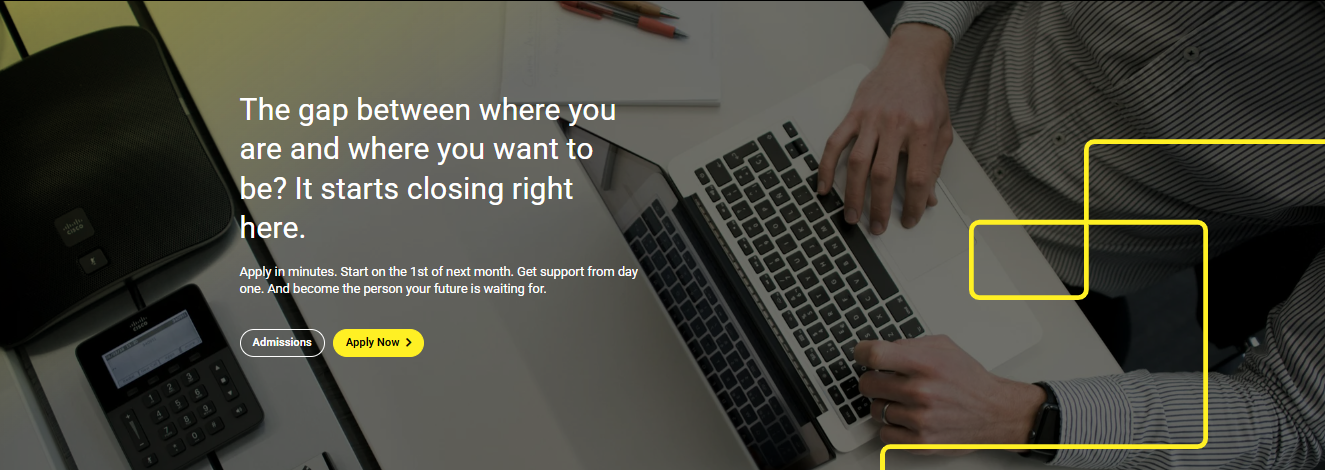 The gap between where you
are and where you want to
be? It starts closing right
here.
Apply in minutes. Start on the 1st of next month. Get support from day
one. And become the person your future is waiting for.
Admissions
Apply Now
CISCO
CISCO